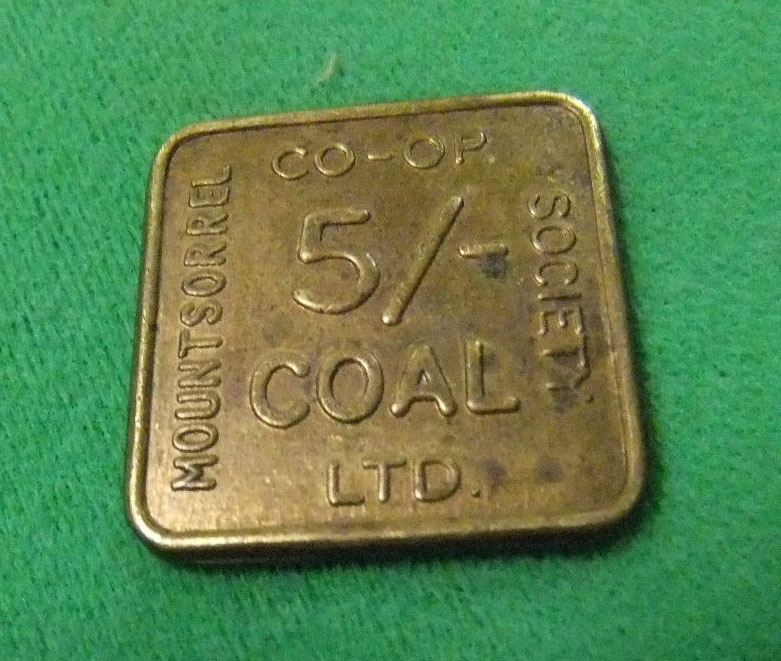 MOUNTSORREL
CO-OP
SOCIETY
5/-
COAL
LTD.